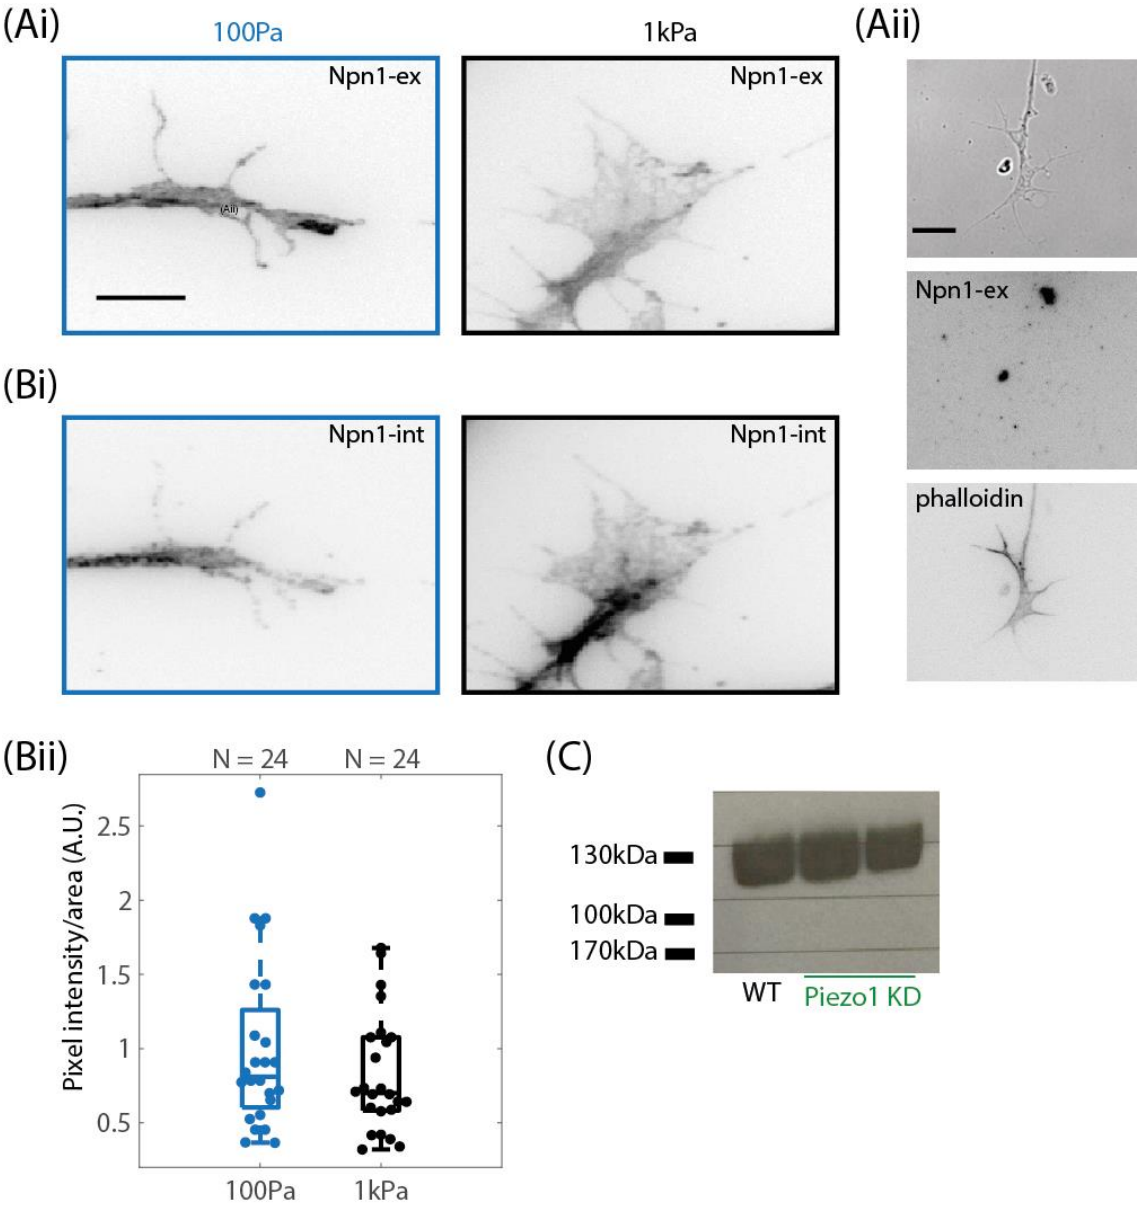 (Ai)
100Pa
1kPa
(Aii)
Npn1-ex
Npn1-ex
(Aii)
Npn1-ex
phalloidin
(Bi)
Npn1-int
Npn1-int
(Bii)
N = 24
N = 24
Pixel intensity/area (A.U.)
2.5
2
1.5
1
0.5
100Pa
1kPa
(C)
130kDa
100kDa
170kDa
WT
Piezo1 KD